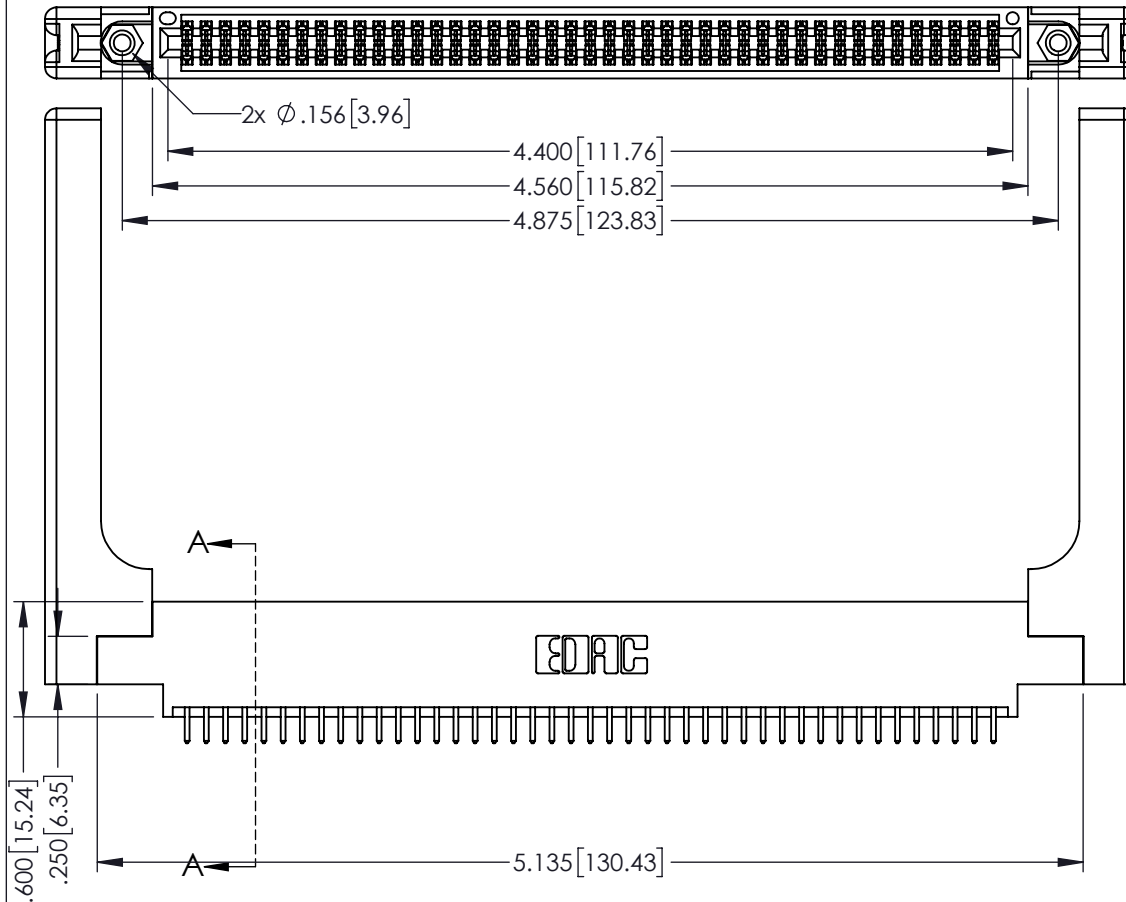 2x Ø.156[3.96]
4.400[111.76]
4.560[115.82]
4.875[123.83]
A
EDAC
.600[15.24]
.250[6.35]
A
5.135[130.43]